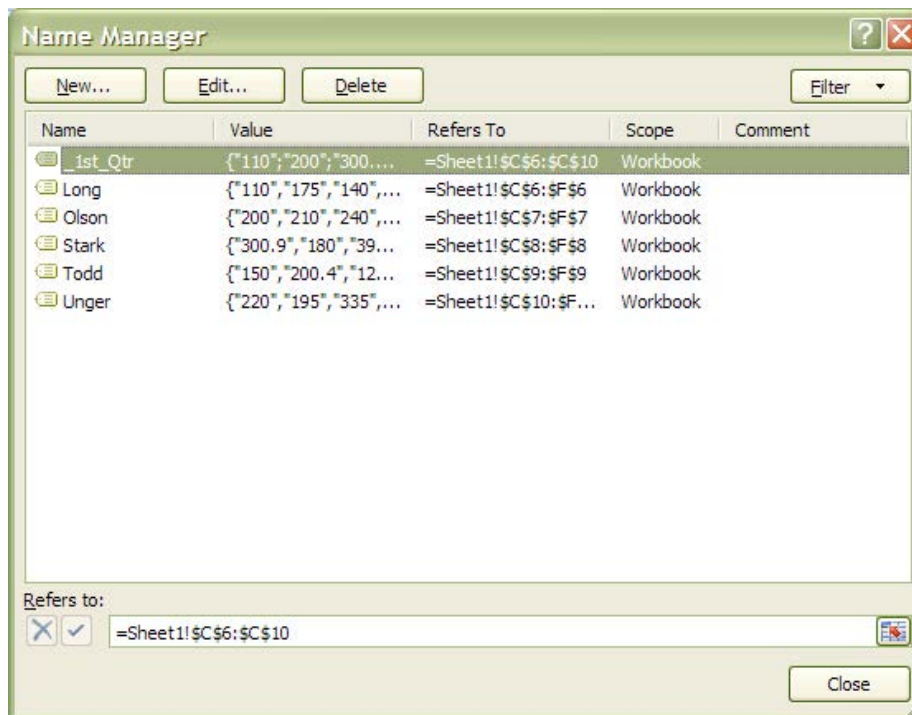 Name Manager
New... Edit... Delete Filter
Name Value Refers To Scope Comment
_1st_Qtr {"110";"200";"300.... =Sheet1!$C$6:$C$10 Workbook
Long {"110","175","140",... =Sheet1!$C$6:$F$6 Workbook
Olson {"200","210","240",... =Sheet1!$C$7:$F$7 Workbook
Stark {"300.9","180","39... =Sheet1!$C$8:$F$8 Workbook
Todd {"150","200.4","12... =Sheet1!$C$9:$F$9 Workbook
Unger {"220","195","335",... =Sheet1!$C$10:$F... Workbook
Refers to:
=Sheet1!$C$6:$C$10
Close